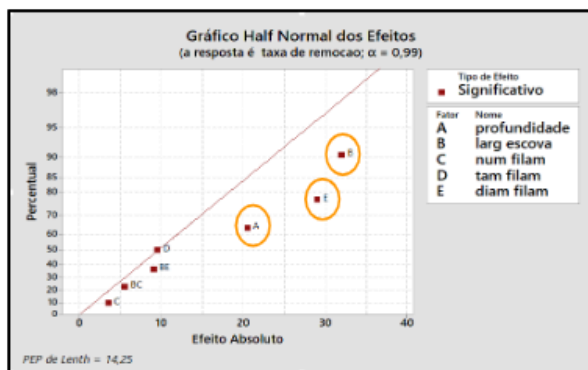 Gráfico Half Normal dos Efeitos
(a resposta é taxa de remocao; α = 0,99)
Percentual
98
95
90
85
80
70
60
50
40
30
20
10
0
B
E
A
D
BE
BC
C
0
10
20
30
40
Efeito Absoluto
PEP de Lenth = 14,25
Tipo de Efeito
Significativo
Fator Nome
A profundidade
B larg escova
C num filam
D tam filam
E diam filam